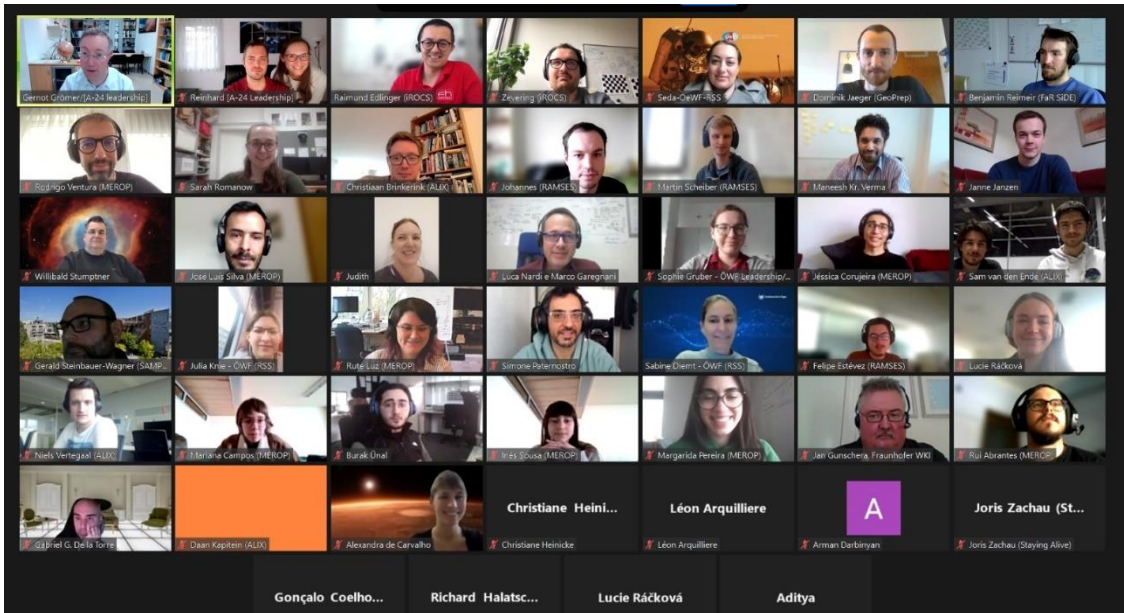 Gernot Grömer/[A-24 leadership]
Reinhard [A-24 Leadership]
Raimund Edlinger (iROCS)
Zevering (iROCS)
Seda-OeWF-RSS
Dominik Jaeger (GeoPrep)
Benjamin Reimeir (FaR SIDE)
Rodrigo Ventura (MEROP)
Sarah Romanow
Christiaan Brinkerink (ALIX)
Johannes (RAMSES)
Martin Scheiber (RAMSES)
Maneesh Kr. Verma
Janne Janzen
Willibald Stumptner
Jose Luis Silva (MEROP)
Judith
Luca Nardi e Marco Garegnani
Sophie Gruber - ÖWF Leadership/...
Jéssica Corujeira (MEROP)
Sam van den Ende (ALIX)
Gerald Steinbauer-Wagner (SAMP...
Julia Knie - ÖWF (RSS)
Rute Luz (MEROP)
Simone Paternostro
Sabine Diemt - ÖWF (RSS)
Felipe Estévez (RAMSES)
Lucie Ráčková
Niels Vertegaal (ALIX)
Mariana Campos (MEROP)
Burak Ünal
Inês Sousa (MEROP)
Margarida Pereira (MEROP)
Jan Gunschera, Fraunhofer WKI
Rui Abrantes (MEROP)
Gabriel G. De la Torre
Daan Kapitein (ALIX)
Alexandra de Carvalho
Christiane Heini...
Christiane Heinicke
Léon Arquilliere
Léon Arquilliere
A
Arman Darbinyan
Joris Zachau (St...
Joris Zachau (Staying Alive)
Gonçalo Coelho...
Richard Halatsc...
Lucie Ráčková
Aditya